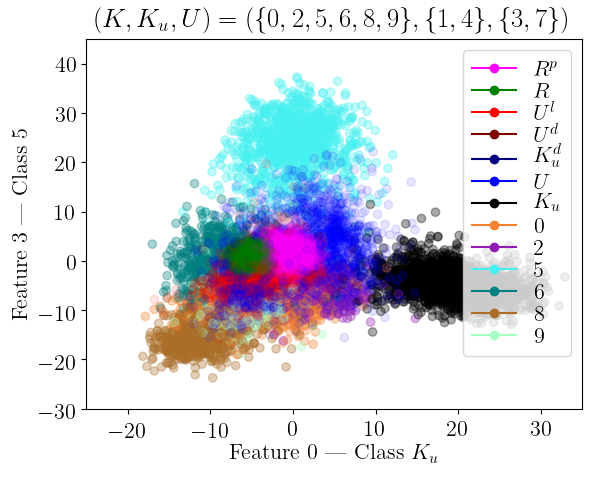 (K, K_u, U) = ({0, 2, 5, 6, 8, 9}, {1, 4}, {3, 7})
40
30
20
10
0
−10
−20
−30
Feature 3 — Class 5
R^p
R
U^l
U^d
K_u^d
U
K_u
0
2
5
6
8
9
−20
−10
0
10
20
30
Feature 0 — Class K_u